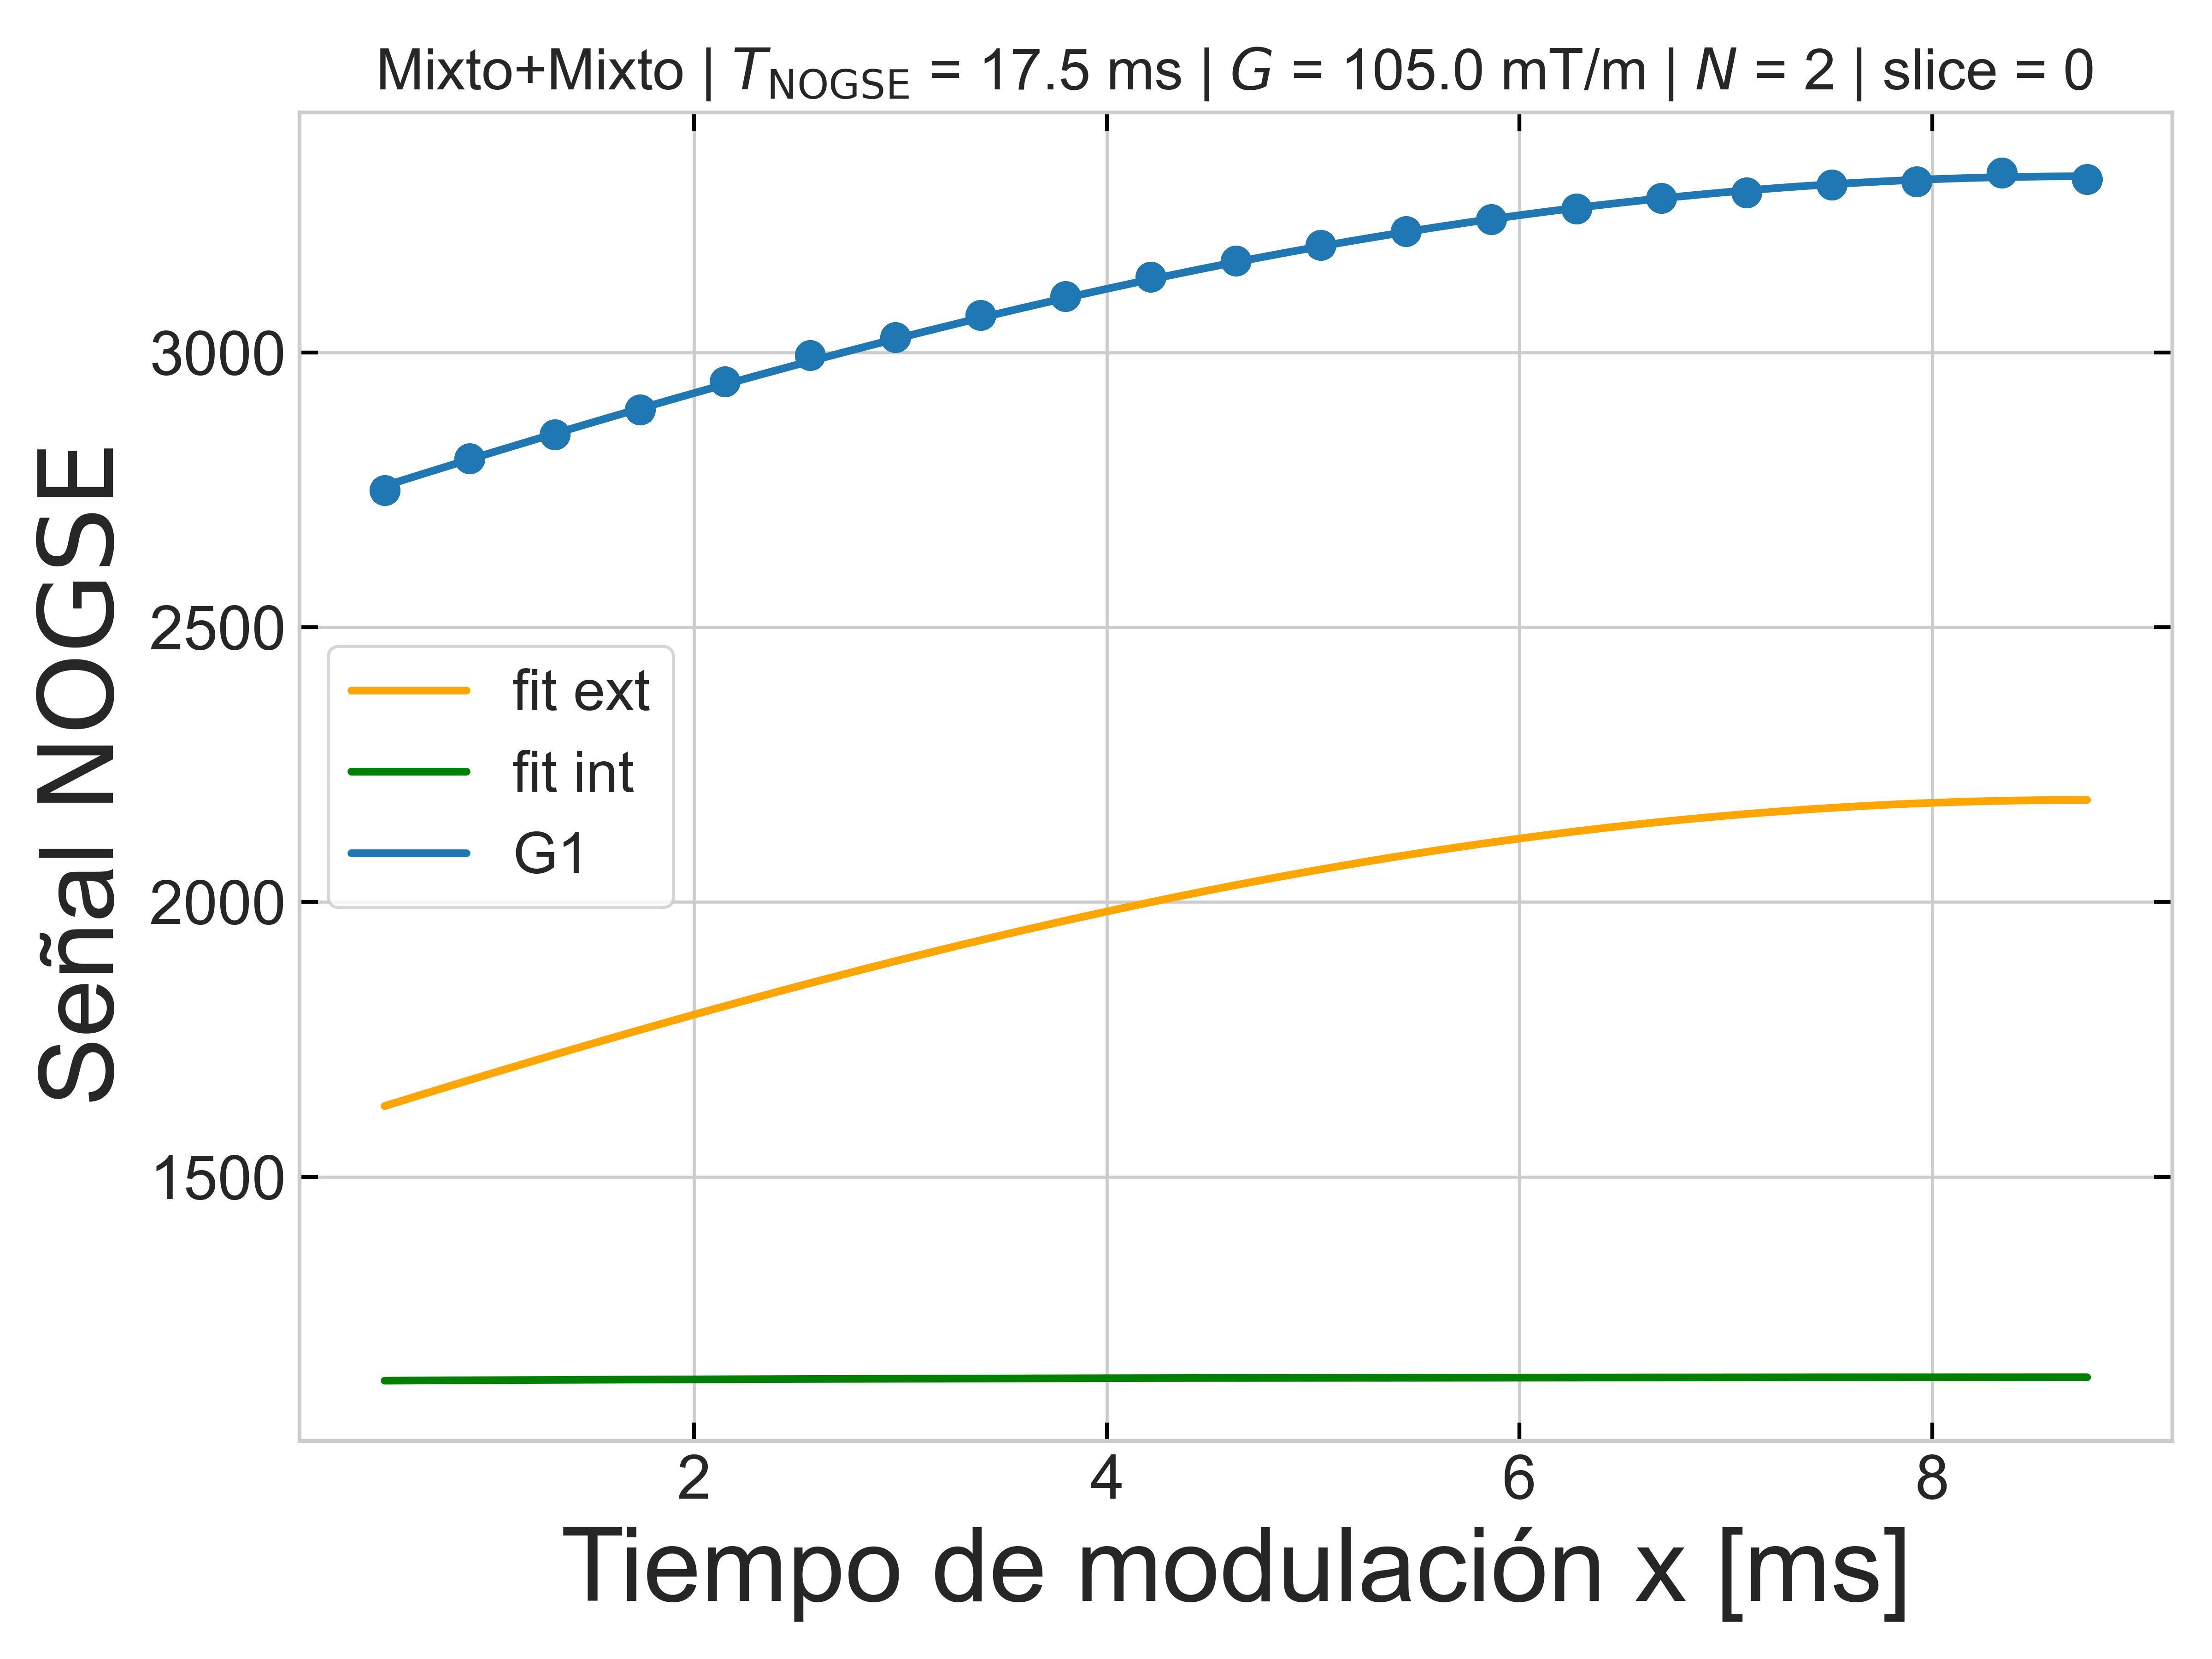 Mixto+Mixto | T_NOGSE = 17.5 ms | G = 105.0 mT/m | N = 2 | slice = 0
Señal NOGSE
3000
2500
2000
1500
fit ext
fit int
G1
2 4 6 8
Tiempo de modulación x [ms]